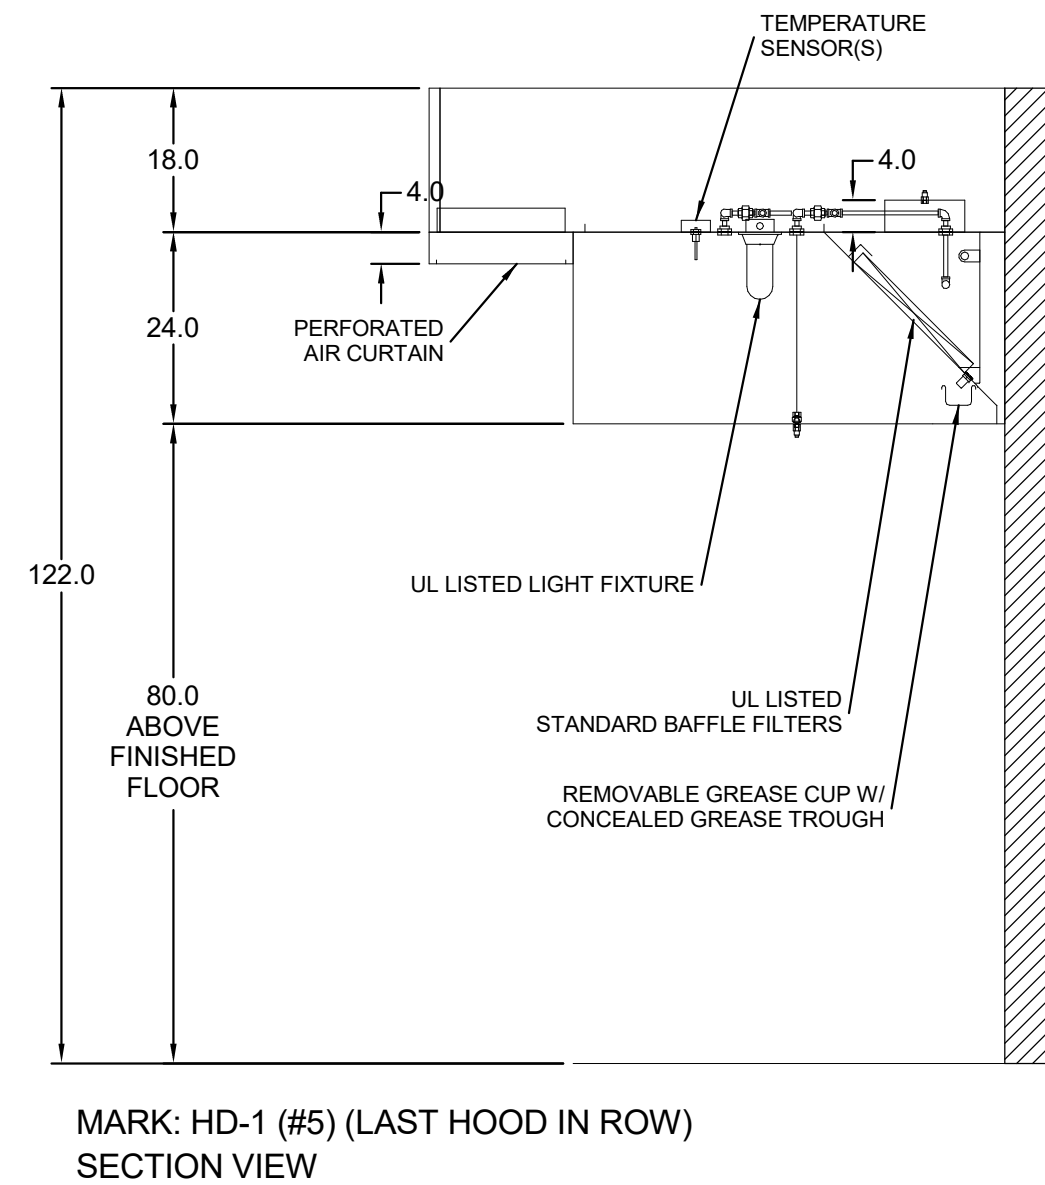 TEMPERATURE
SENSOR(S)
18.0
4.0
4.0
24.0
PERFORATED
AIR CURTAIN
122.0
UL LISTED LIGHT FIXTURE
80.0
ABOVE
FINISHED
FLOOR
UL LISTED
STANDARD BAFFLE FILTERS
REMOVABLE GREASE CUP W/
CONCEALED GREASE TROUGH
MARK: HD-1 (#5) (LAST HOOD IN ROW)
SECTION VIEW